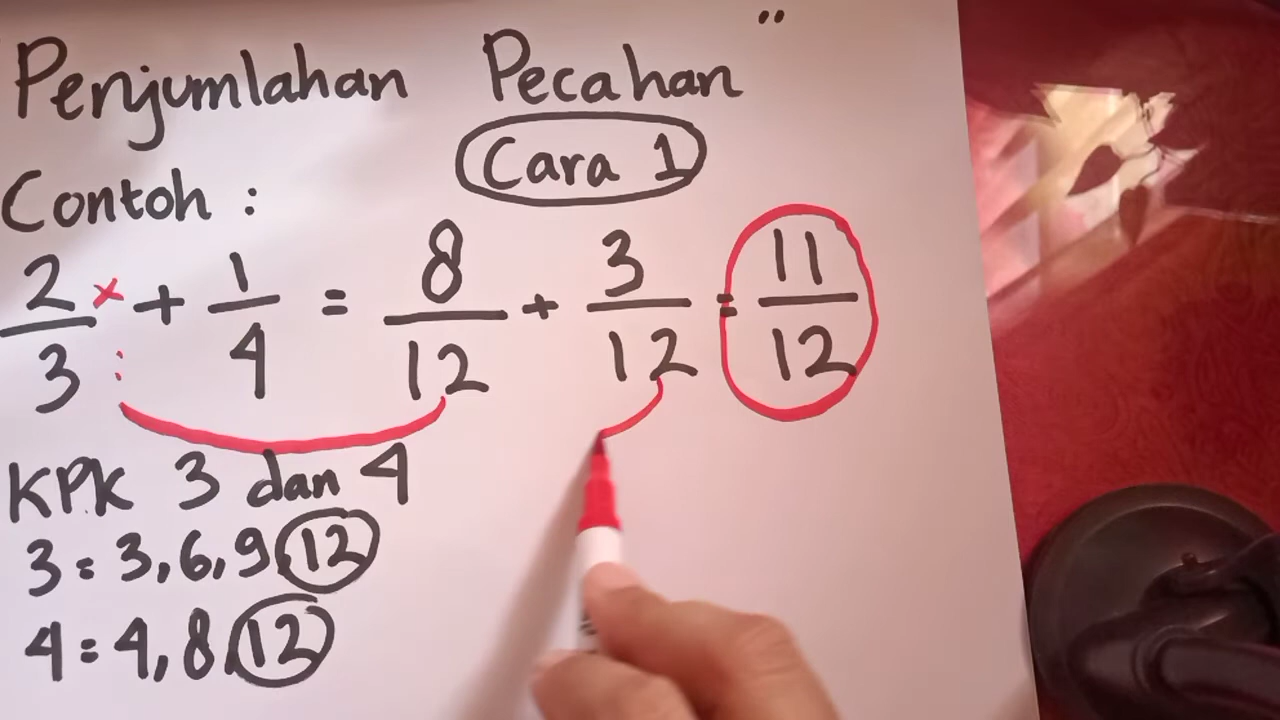 "Penjumlahan Pecahan"
Cara 1
Contoh :
2/3 × : + 1/4 = 8/12 + 3/12 = 11/12
KPK 3 dan 4
3 = 3, 6, 9 12
4 = 4, 8, 12